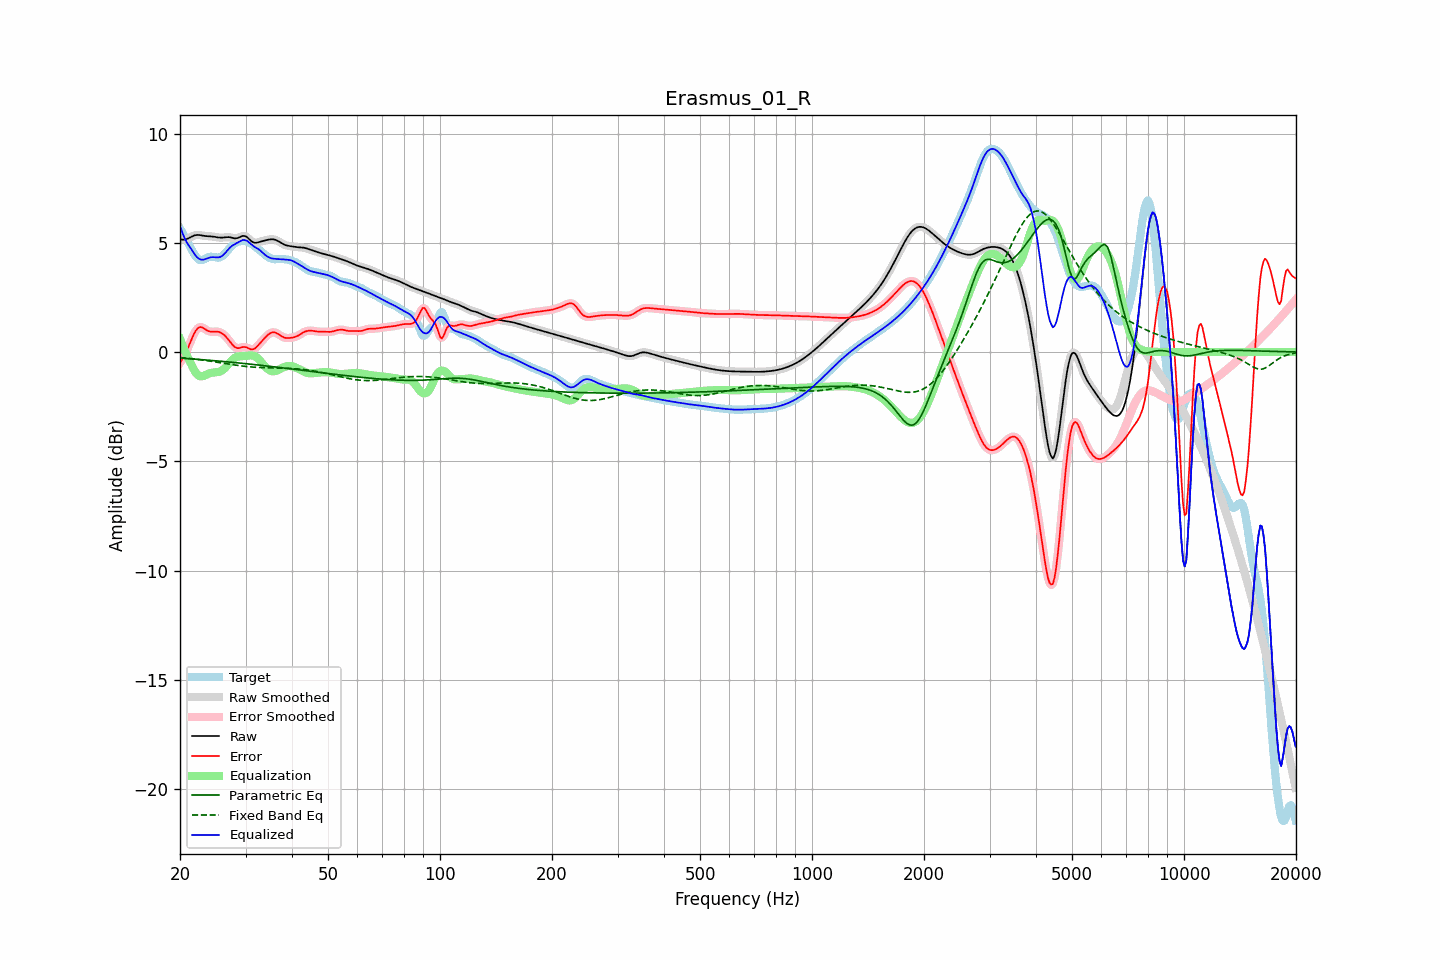 Erasmus_01_R
Amplitude (dBr)
10
5
0
−5
−10
−15
−20
Target
Raw Smoothed
Error Smoothed
Raw
Error
Equalization
Parametric Eq
Fixed Band Eq
Equalized
20 50 100 200 500 1000 2000 5000 10000 20000
Frequency (Hz)